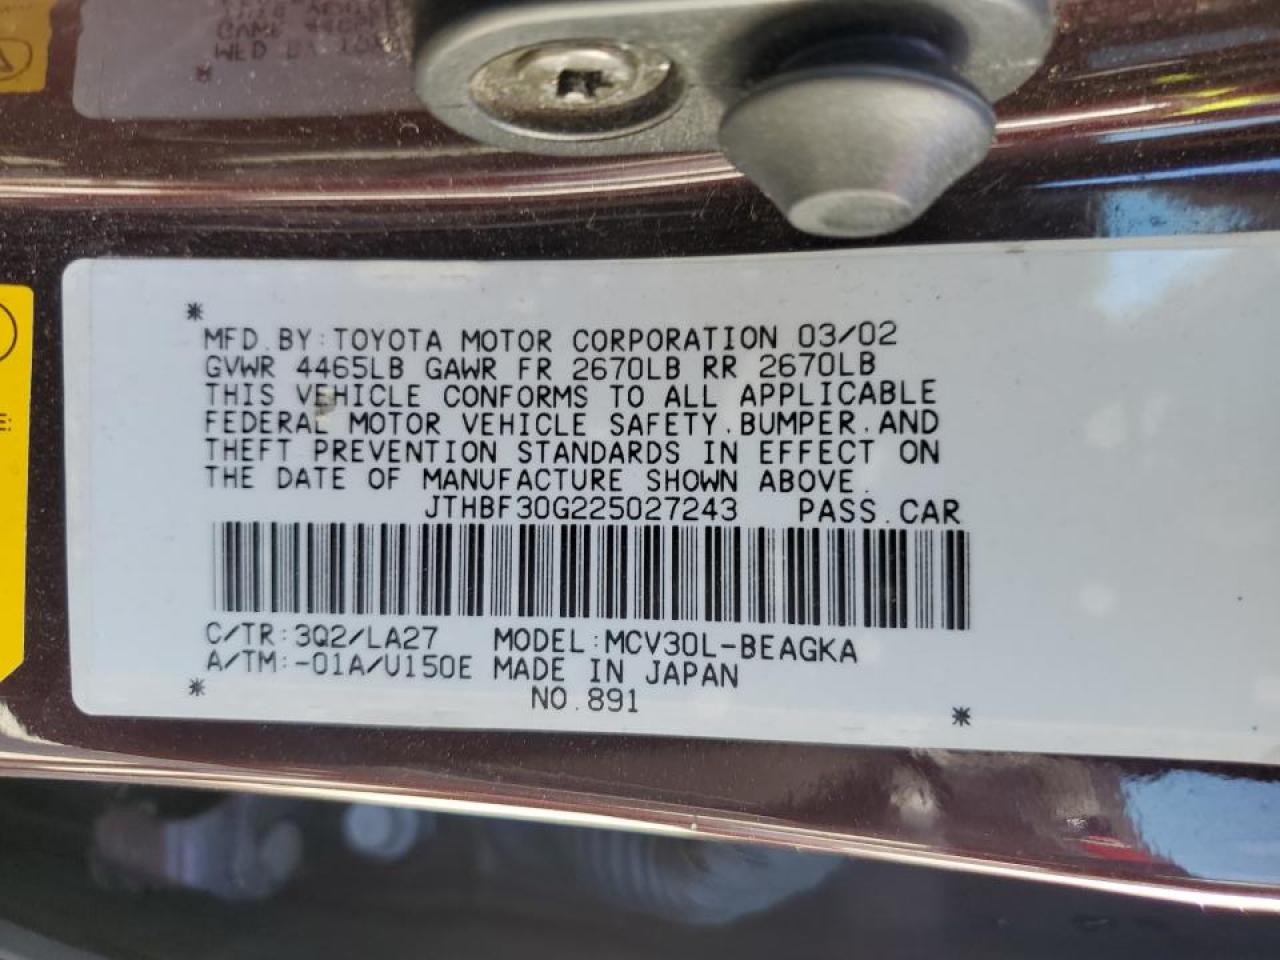 *
MFD.BY:TOYOTA MOTOR CORPORATION 03/02
GVWR 4465LB GAWR FR 2670LB RR 2670LB
THIS VEHICLE CONFORMS TO ALL APPLICABLE
FEDERAL MOTOR VEHICLE SAFETY.BUMPER.AND
THEFT PREVENTION STANDARDS IN EFFECT ON
THE DATE OF MANUFACTURE SHOWN ABOVE.
JTHBF30G225027243 PASS.CAR
C/TR:3Q2/LA27 MODEL:MCV30L-BEAGKA
A/TM:-01A/U150E MADE IN JAPAN
* NO.891 *
E: